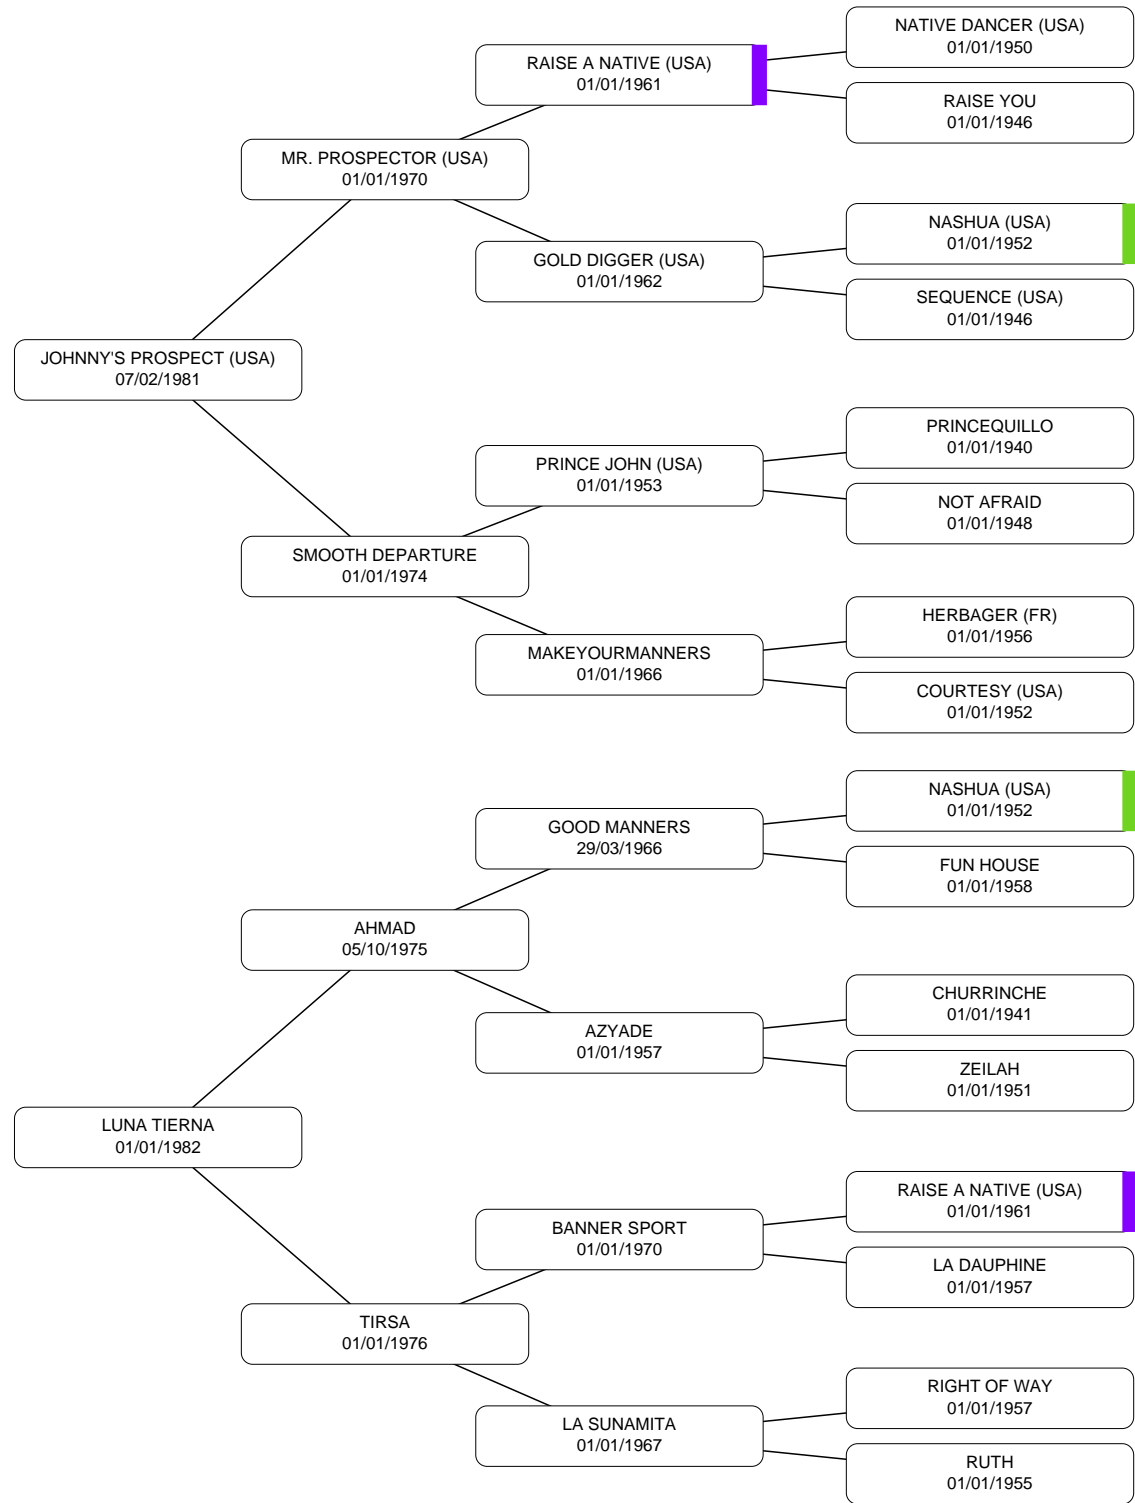 NATIVE DANCER (USA)
01/01/1950
RAISE A NATIVE (USA)
01/01/1961
RAISE YOU
01/01/1946
MR. PROSPECTOR (USA)
01/01/1970
NASHUA (USA)
01/01/1952
GOLD DIGGER (USA)
01/01/1962
SEQUENCE (USA)
01/01/1946
JOHNNY'S PROSPECT (USA)
07/02/1981
PRINCEQUILLO
01/01/1940
PRINCE JOHN (USA)
01/01/1953
NOT AFRAID
01/01/1948
SMOOTH DEPARTURE
01/01/1974
HERBAGER (FR)
01/01/1956
MAKEYOURMANNERS
01/01/1966
COURTESY (USA)
01/01/1952
NASHUA (USA)
01/01/1952
GOOD MANNERS
29/03/1966
FUN HOUSE
01/01/1958
AHMAD
05/10/1975
CHURRINCHE
01/01/1941
AZYADE
01/01/1957
ZEILAH
01/01/1951
LUNA TIERNA
01/01/1982
RAISE A NATIVE (USA)
01/01/1961
BANNER SPORT
01/01/1970
LA DAUPHINE
01/01/1957
TIRSA
01/01/1976
RIGHT OF WAY
01/01/1957
LA SUNAMITA
01/01/1967
RUTH
01/01/1955